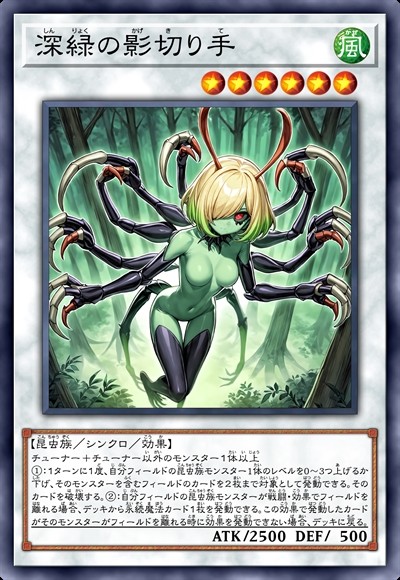 深緑の影切り手
風
【昆虫族／シンクロ／効果】
チューナー＋チューナー以外のモンスター１体以上
①：1ターンに1度、自分フィールドの昆虫族モンスター1体のレベルを0～3つ上げるか
下げ、そのモンスターを含むフィールドのカードを2枚まで対象として発動できる。その
カードを破壊する。②：自分フィールドの昆虫族モンスターが戦闘・効果でフィールドを
離れる場合、デッキから永続魔法カード1枚を発動できる。この効果で発動したカード
がそのモンスターがフィールドを離れる時に効果を発動できない場合、デッキに戻る。
ATK/2500 DEF/ 500